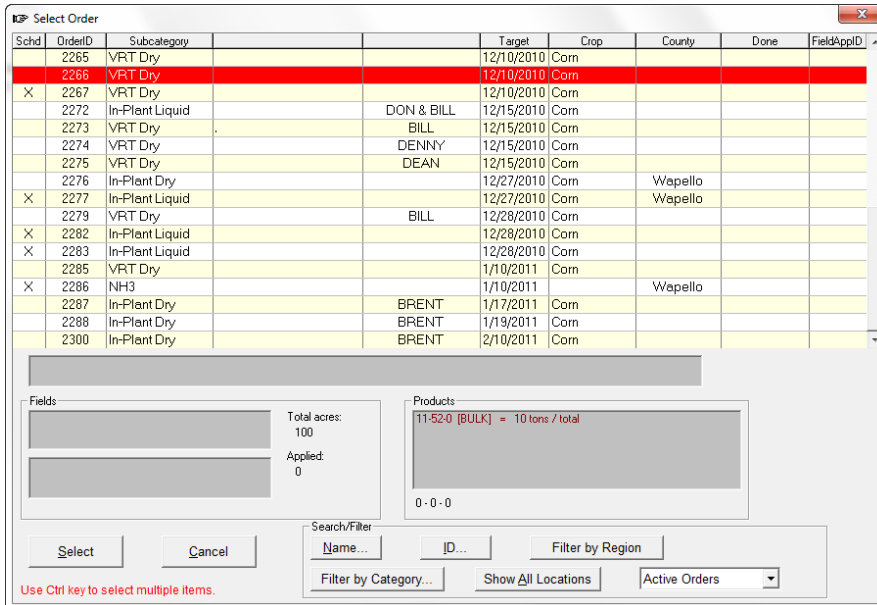 Select Order
Schd OrderID Subcategory Target Crop County Done FieldAppID
2265 VRT Dry 12/10/2010 Corn
2266 VRT Dry 12/10/2010 Corn
X 2267 VRT Dry 12/10/2010 Corn
2272 In-Plant Liquid DON & BILL 12/15/2010 Corn
2273 VRT Dry . BILL 12/15/2010 Corn
2274 VRT Dry DENNY 12/15/2010 Corn
2275 VRT Dry DEAN 12/15/2010 Corn
2276 In-Plant Dry 12/27/2010 Corn Wapello
X 2277 In-Plant Liquid 12/27/2010 Corn Wapello
2279 VRT Dry BILL 12/28/2010 Corn
X 2282 In-Plant Liquid 12/28/2010 Corn
X 2283 In-Plant Liquid 12/28/2010 Corn
2285 VRT Dry 1/10/2011 Corn
X 2286 NH3 1/10/2011 Wapello
2287 In-Plant Dry BRENT 1/17/2011 Corn
2288 In-Plant Dry BRENT 1/19/2011 Corn
2300 In-Plant Dry BRENT 2/10/2011 Corn
Fields
Total acres:
100
Applied:
0
Products
11-52-0 [BULK] = 10 tons / total
0 - 0 - 0
Select Cancel
Use Ctrl key to select multiple items.
Search/Filter
Name... ID... Filter by Region
Filter by Category... Show All Locations Active Orders